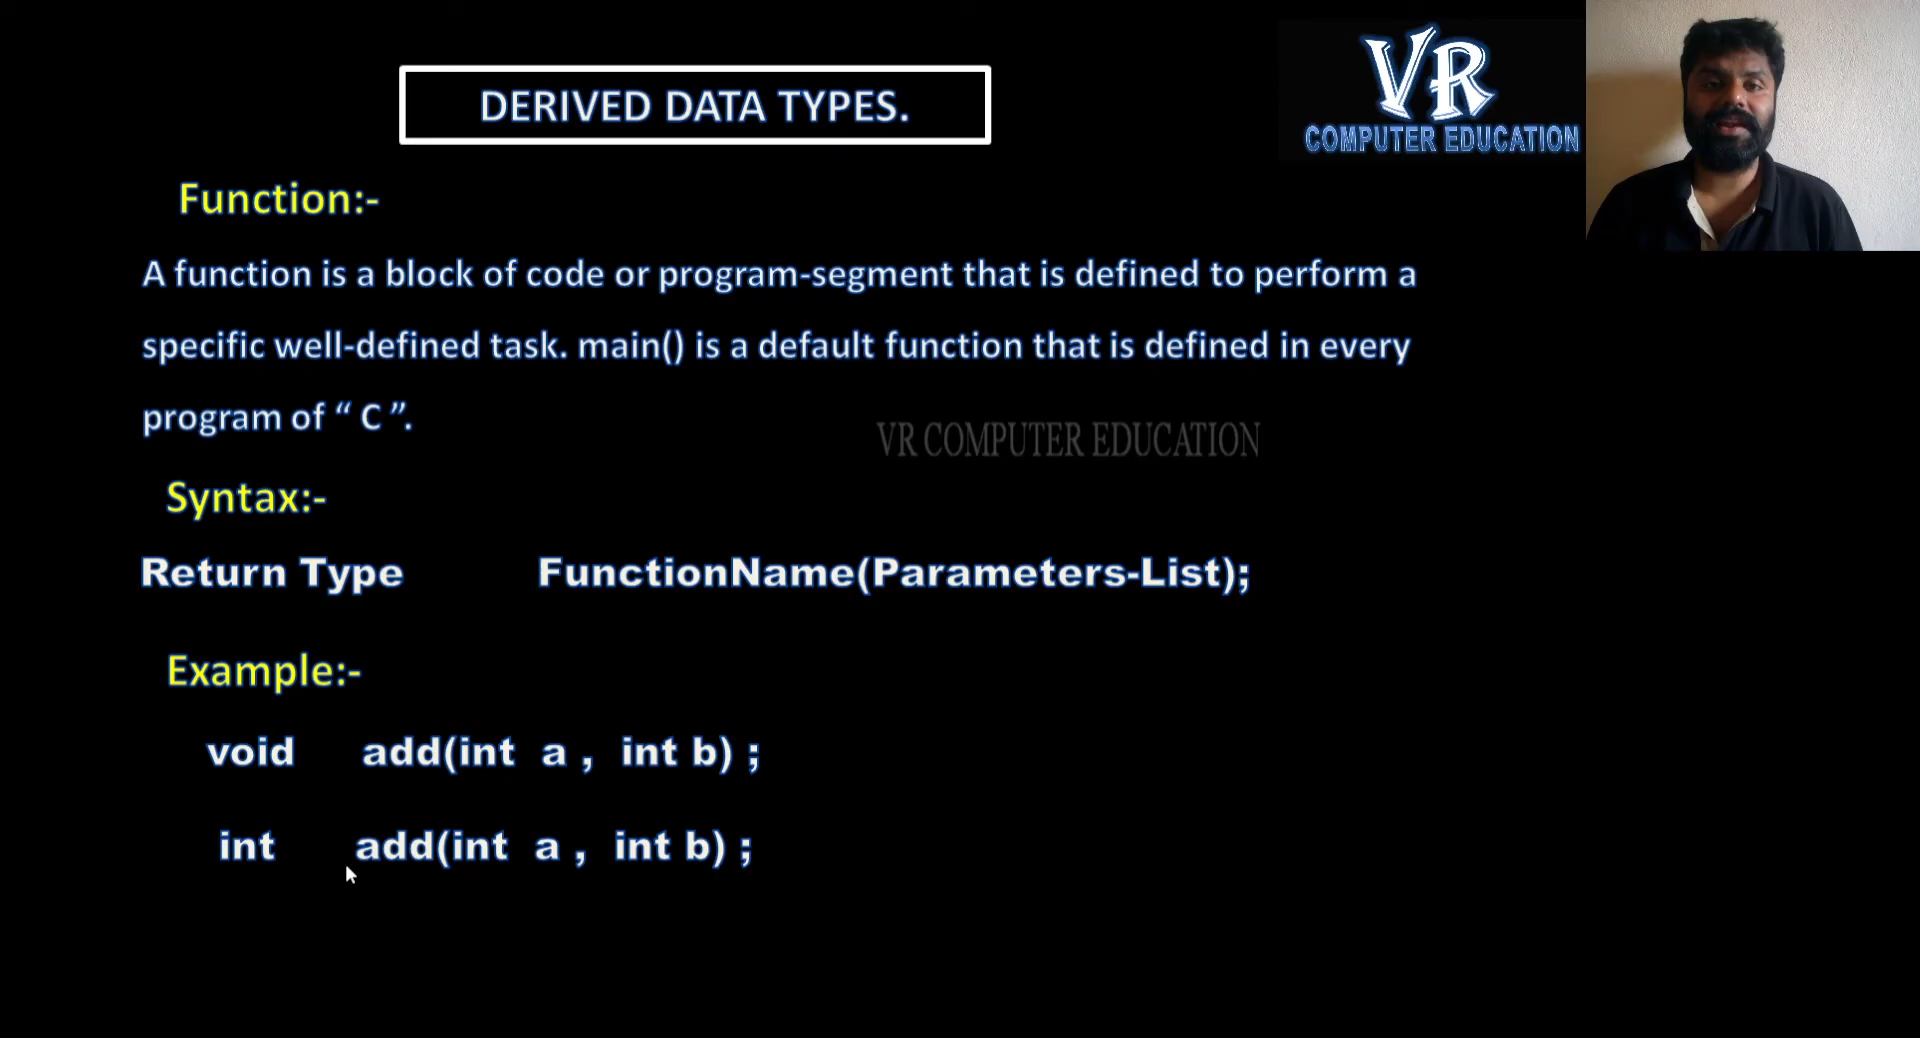 DERIVED DATA TYPES.
VR
COMPUTER EDUCATION
Function:-
A function is a block of code or program-segment that is defined to perform a
specific well-defined task. main() is a default function that is defined in every
program of “ C ”.
VR COMPUTER EDUCATION
Syntax:-
Return Type FunctionName(Parameters-List);
Example:-
void add(int a , int b) ;
int add(int a , int b) ;